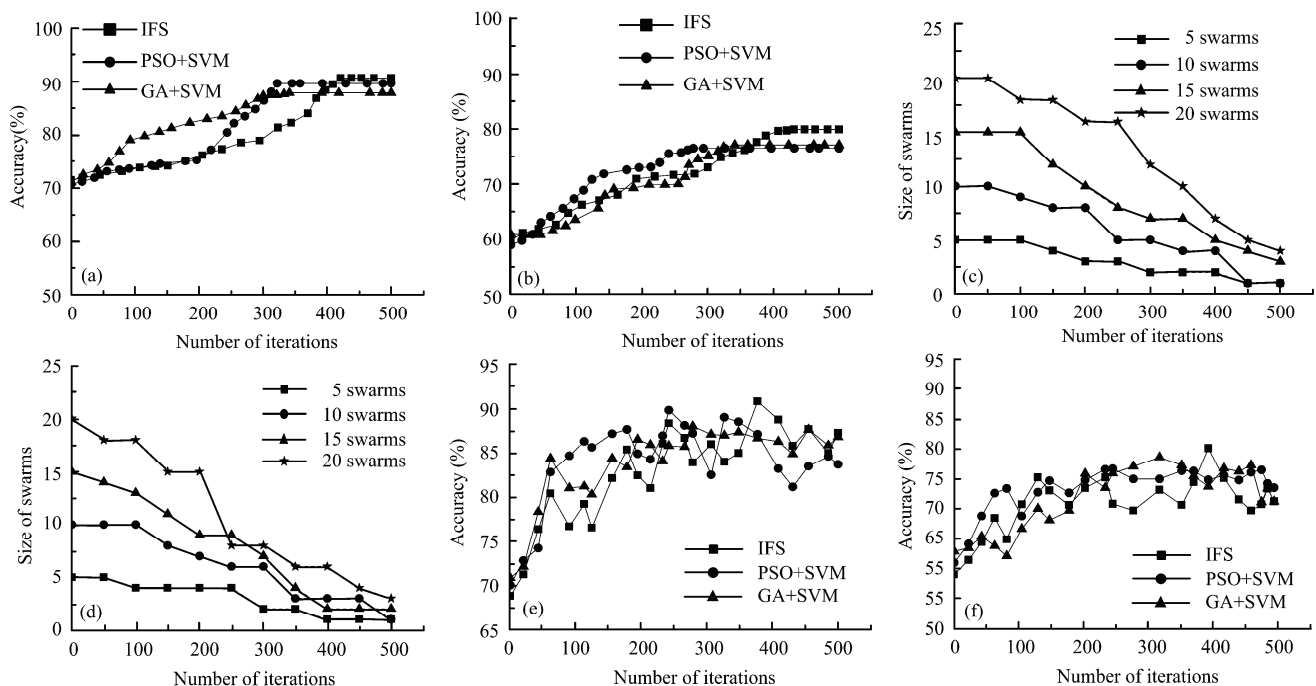 100
90
80
70
60
50
Accuracy(%)
IFS
PSO+SVM
GA+SVM
(a)
0 100 200 300 400 500
Number of iterations
100
90
80
70
60
50
Accuracy (%)
IFS
PSO+SVM
GA+SVM
(b)
0 100 200 300 400 500
Number of iterations
25
20
15
10
5
0
Size of swarms
5 swarms
10 swarms
15 swarms
20 swarms
(c)
0 100 200 300 400 500
Number of iterations
25
20
15
10
5
0
Size of swarms
5 swarms
10 swarms
15 swarms
20 swarms
(d)
0 100 200 300 400 500
Number of iterations
95
90
85
80
75
70
65
Accuracy (%)
IFS
PSO+SVM
GA+SVM
(e)
0 100 200 300 400 500
Number of iterations
95
90
85
80
75
70
65
55
55
50
Accuracy (%)
IFS
PSO+SVM
GA+SVM
(f)
0 100 200 300 400 500
Number of iterations